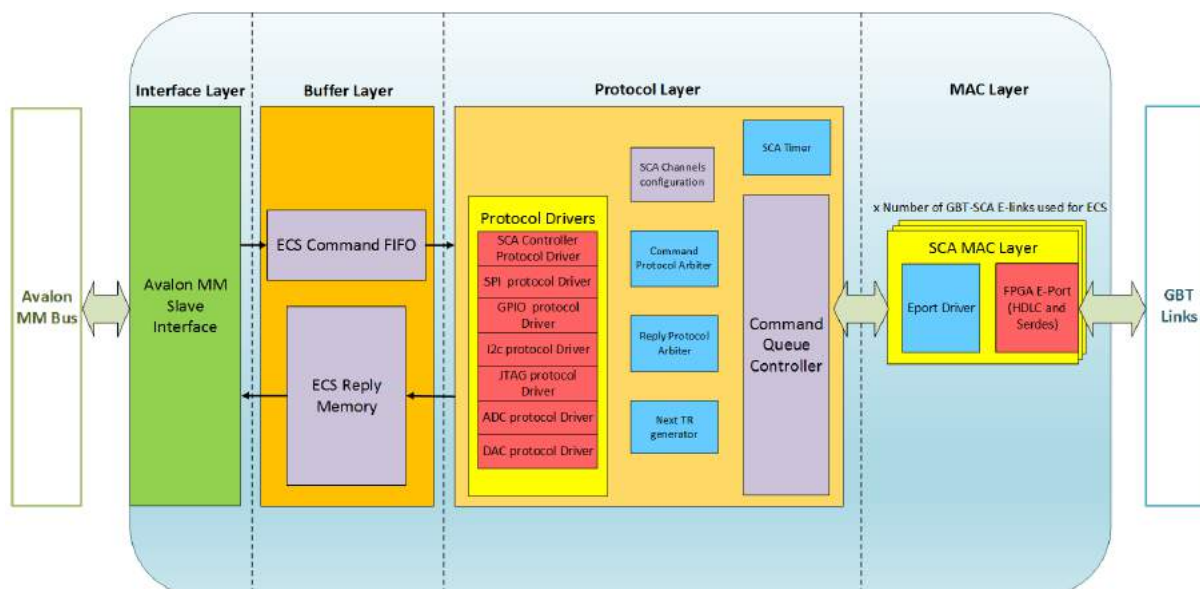 Interface Layer
Buffer Layer
Protocol Layer
MAC Layer
Avalon
MM Bus
Avalon MM
Slave
Interface
ECS Command FIFO
ECS Reply
Memory
Protocol Drivers
SCA Controller
Protocol Driver
SPI protocol Driver
GPIO protocol
Driver
I2c protocol Driver
JTAG protocol
Driver
ADC protocol Driver
DAC protocol Driver
SCA Channels
configuration
Command
Protocol Arbiter
Reply Protocol
Arbiter
Next TR
generator
SCA Timer
Command
Queue
Controller
x Number of GBT-SCA E-links used for ECS
SCA MAC Layer
Eport Driver
FPGA E-Port
(HDLC and
Serdes)
GBT
Links